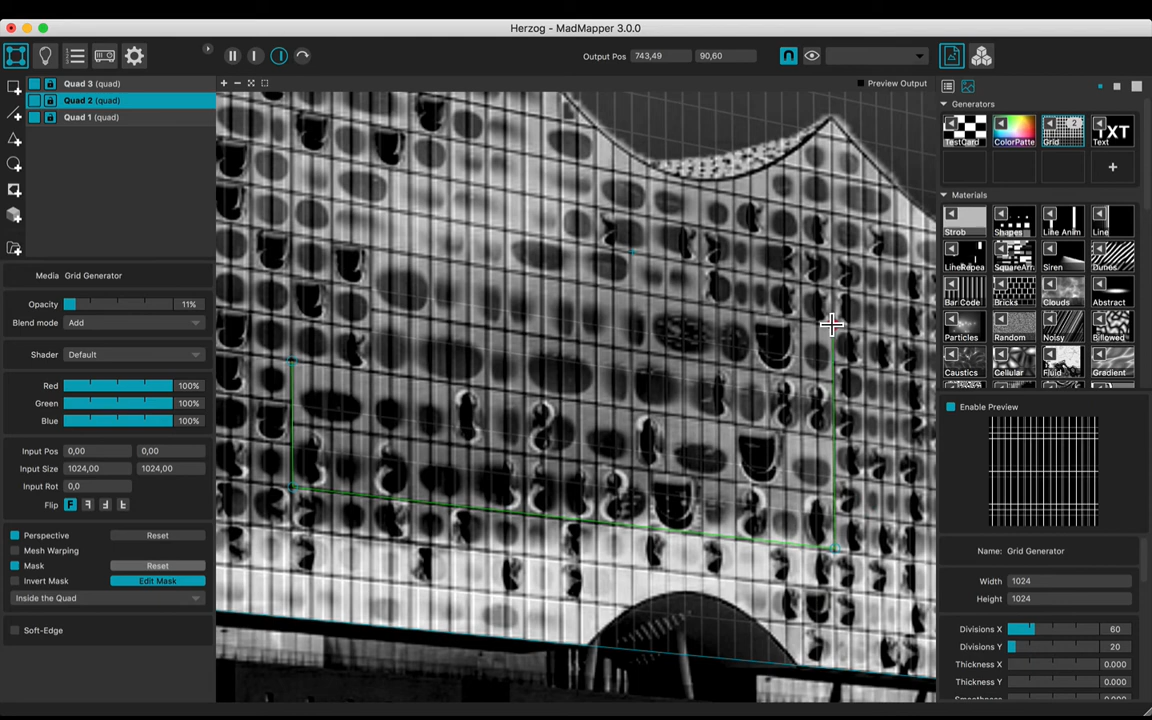 Herzog - MadMapper 3.0.0
Output Pos 743,49 90,60
Quad 3 (quad)
Quad 2 (quad)
Quad 1 (quad)
Preview Output
Generators
TestCard ColorPatte Grid 2 Text
Materials
Strob Shapes Line Anim Line
LineRepea SquareArr Siren Dunes
Bar Code Bricks Clouds Abstract
Particles Random Noisy Billowed
Caustics Cellular Fluid Gradient
Media Grid Generator
Opacity 11%
Blend mode Add
Shader Default
Red 100%
Green 100%
Blue 100%
Input Pos 0,00 0,00
Input Size 1024,00 1024,00
Input Rot 0,0
Flip F
Perspective Reset
Mesh Warping
Mask Reset
Invert Mask Edit Mask
Inside the Quad
Soft-Edge
Enable Preview
Name: Grid Generator
Width 1024
Height 1024
Divisions X 60
Divisions Y 20
Thickness X 0.000
Thickness Y 0.000